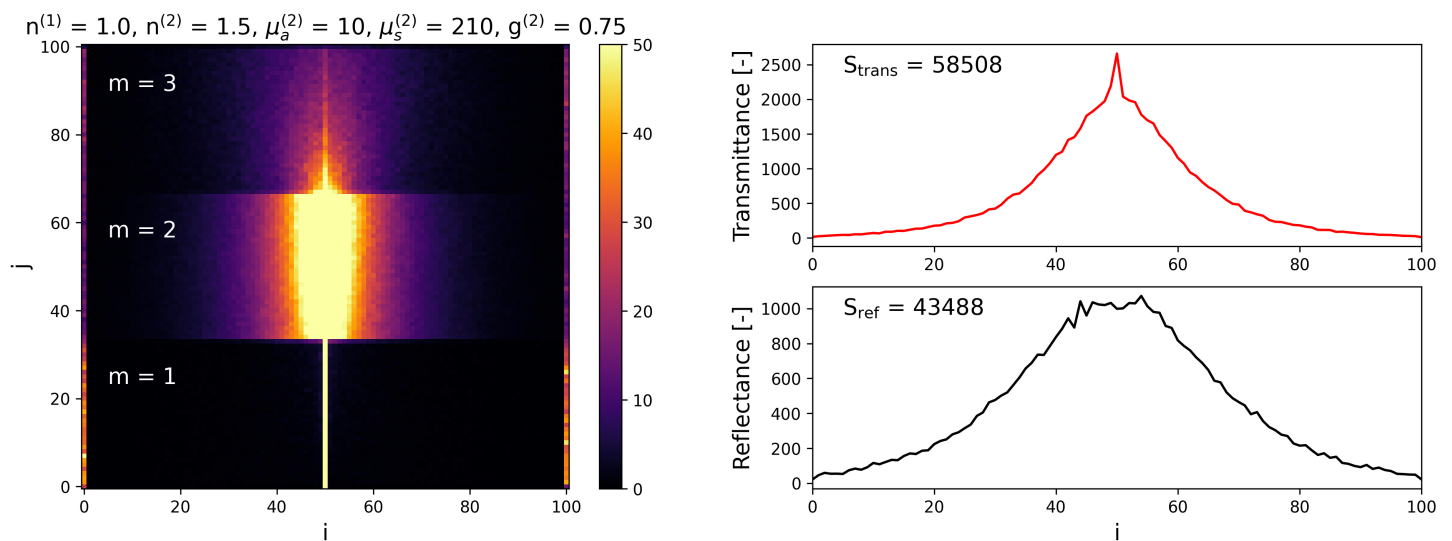 n⁽¹⁾ = 1.0, n⁽²⁾ = 1.5, μₐ⁽²⁾ = 10, μₛ⁽²⁾ = 210, g⁽²⁾ = 0.75
100
80
60
40
20
0
j
m = 3
m = 2
m = 1
0 20 40 60 80 100
i
50
40
30
20
10
0
Transmittance [-]
2500
2000
1500
1000
500
0
S_trans = 58508
0 20 40 60 80 100
Reflectance [-]
1000
800
600
400
200
0
S_ref = 43488
0 20 40 60 80 100
i